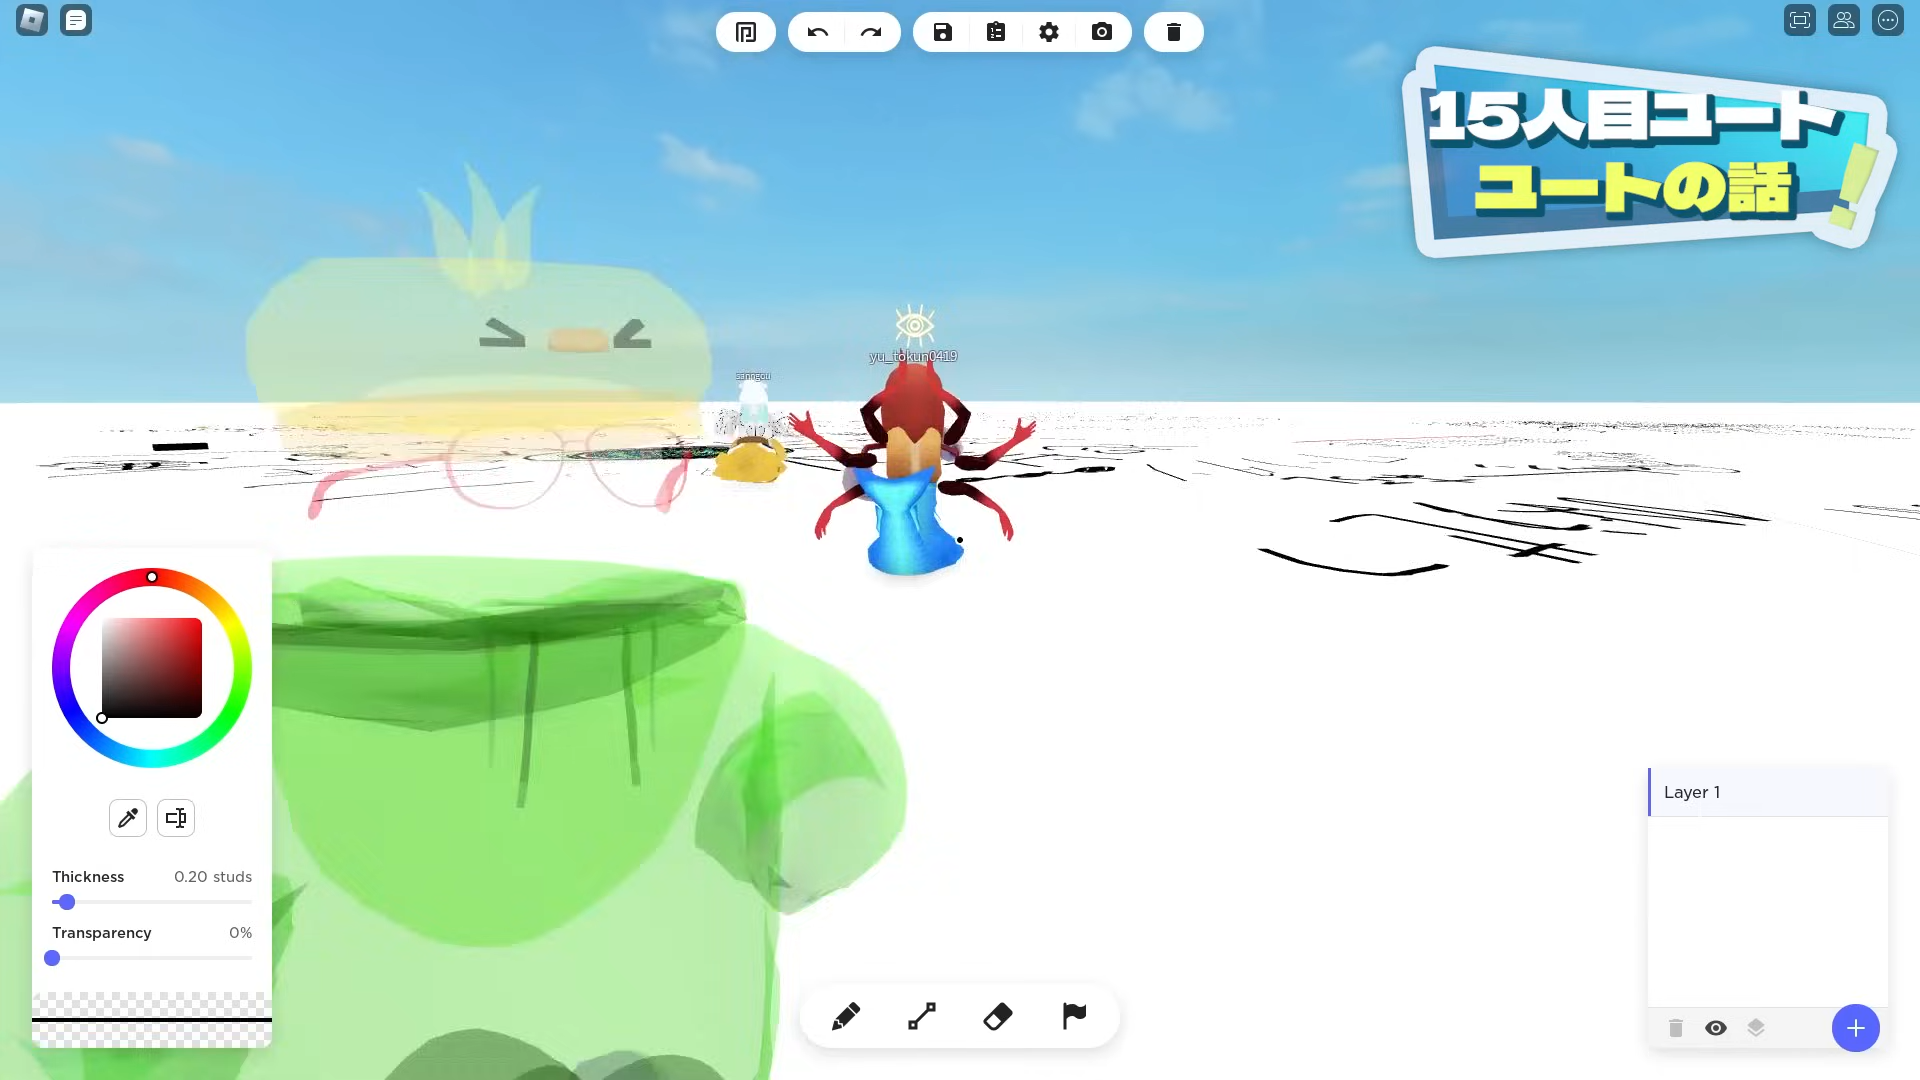 15人目ユート
ユートの話!
yu_tokun0419
sanngou
Thickness 0.20 studs
Transparency 0%
Layer 1